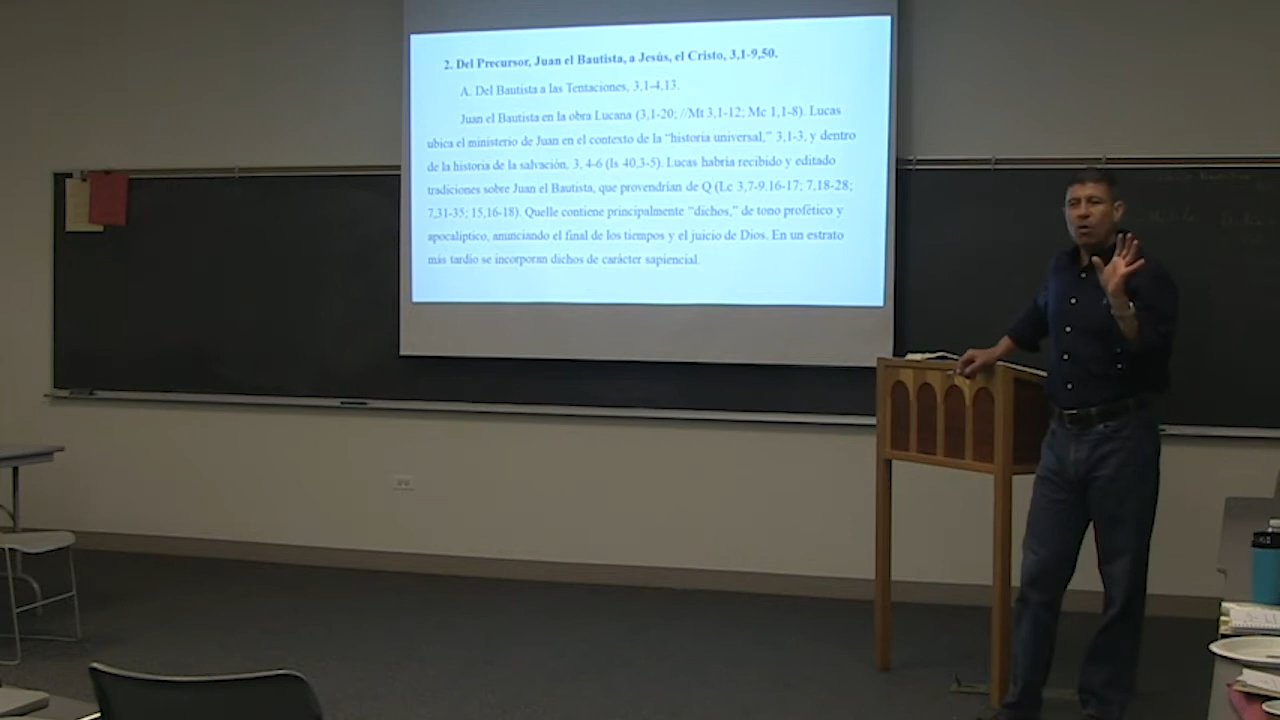 2. Del Precursor, Juan el Bautista, a Jesús, el Cristo, 3,1-9,50.
A. Del Bautista a las Tentaciones, 3,1-4,13.
Juan el Bautista en la obra Lucana (3,1-20; //Mt 3,1-12; Mc 1,1-8). Lucas
ubica el ministerio de Juan en el contexto de la “historia universal,” 3,1-3, y dentro
de la historia de la salvación, 3, 4-6 (Is 40,3-5). Lucas habría recibido y editado
tradiciones sobre Juan el Bautista, que provendrían de Q (Lc 3,7-9.16-17; 7,18-28;
7,31-35; 15,16-18). Quelle contiene principalmente “dichos,” de tono profético y
apocalíptico, anunciando el final de los tiempos y el juicio de Dios. En un estrato
más tardío se incorporan dichos de carácter sapiencial.